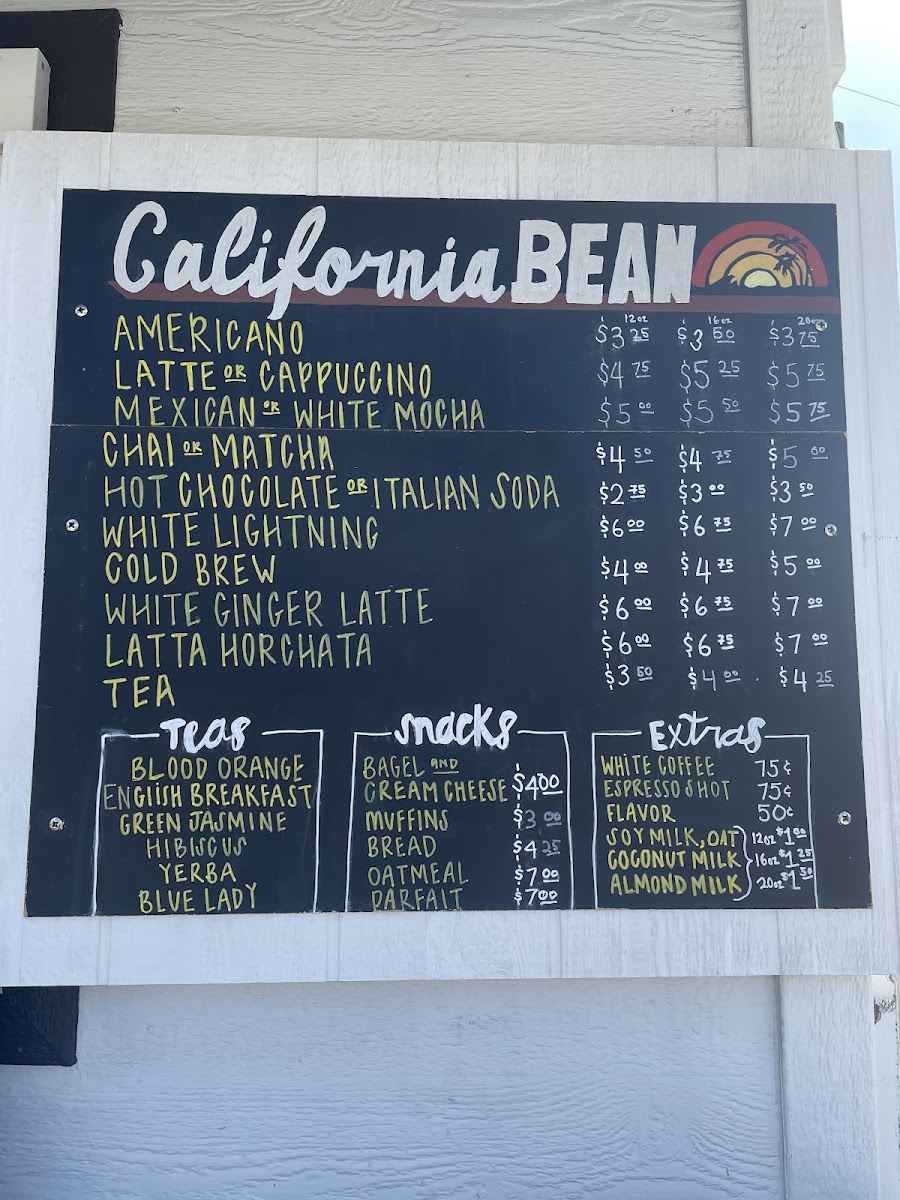 California BEAN
12oz 16oz 20oz
AMERICANO $3 25 $3 50 $3 75
LATTE OR CAPPUCCINO $4 75 $5 25 $5 75
MEXICAN OR WHITE MOCHA $5 00 $5 50 $5 75
CHAI OR MATCHA $4 50 $4 75 $5 00
HOT CHOCOLATE OR ITALIAN SODA $2 75 $3 00 $3 50
WHITE LIGHTNING $6 00 $6 75 $7 00
COLD BREW $4 00 $4 75 $5 00
WHITE GINGER LATTE $6 00 $6 75 $7 00
LATTA HORCHATA $6 00 $6 75 $7 00
TEA $3 50 $4 00 $4 25
Teas
BLOOD ORANGE
ENGlISH BREAKFAST
GREEN JASMINE
HIBISCUS
YERBA
BLUE LADY
snacks
BAGEL AND
CREAM CHEESE $4 00
MUFFINS $3 00
BREAD $4 25
OATMEAL $7 00
PARFAIT $7 00
Extras
WHITE COFFEE 75¢
ESPRESSO SHOT 75¢
FLAVOR 50¢
SOY MILK, OAT 12oz $1 00
COCONUT MILK 16oz $1 25
ALMOND MILK 20oz $1 50